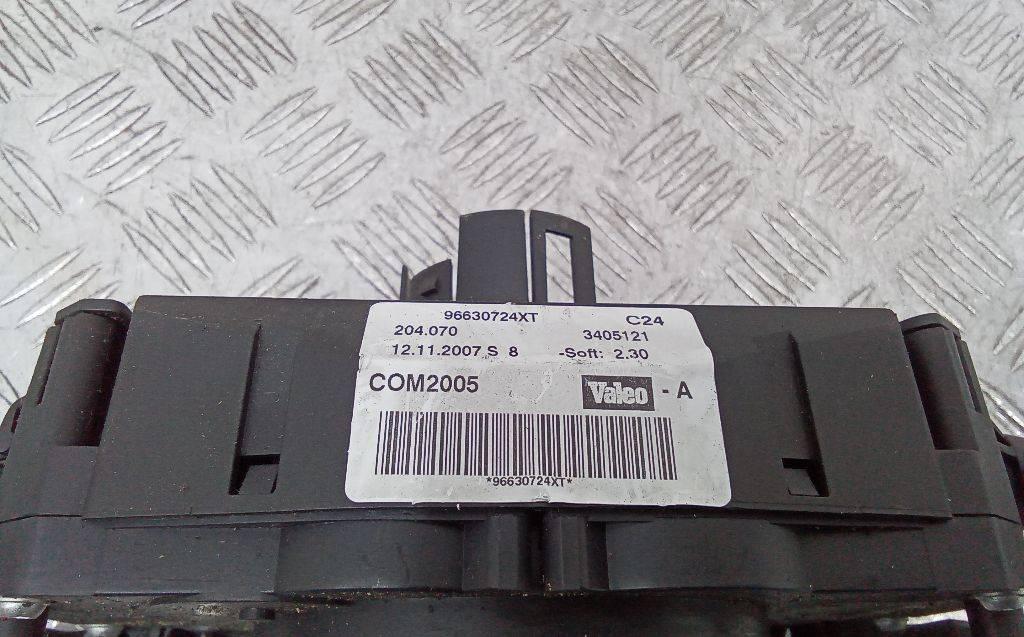 96630724XT C24
204.070 3405121
12.11.2007 S 8 -Soft: 2.30
COM2005 Valeo - A
*96630724XT*